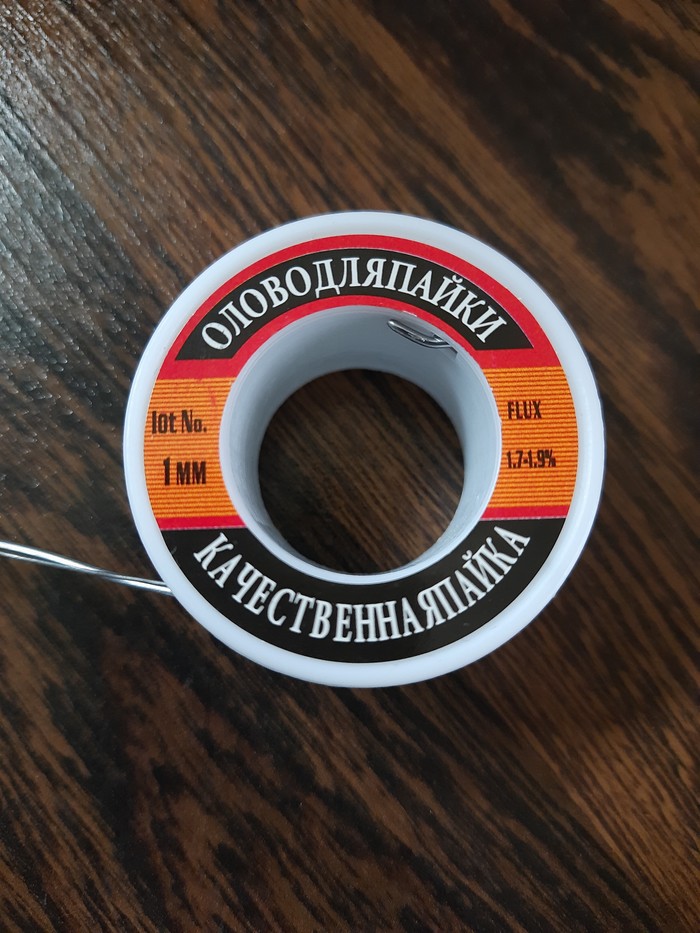 ОЛОВОДЛЯПАЙКИ
lot No.
1 MM
FLUX
1.7-1.9%
КАЧЕСТВЕННАЯПАЙКА